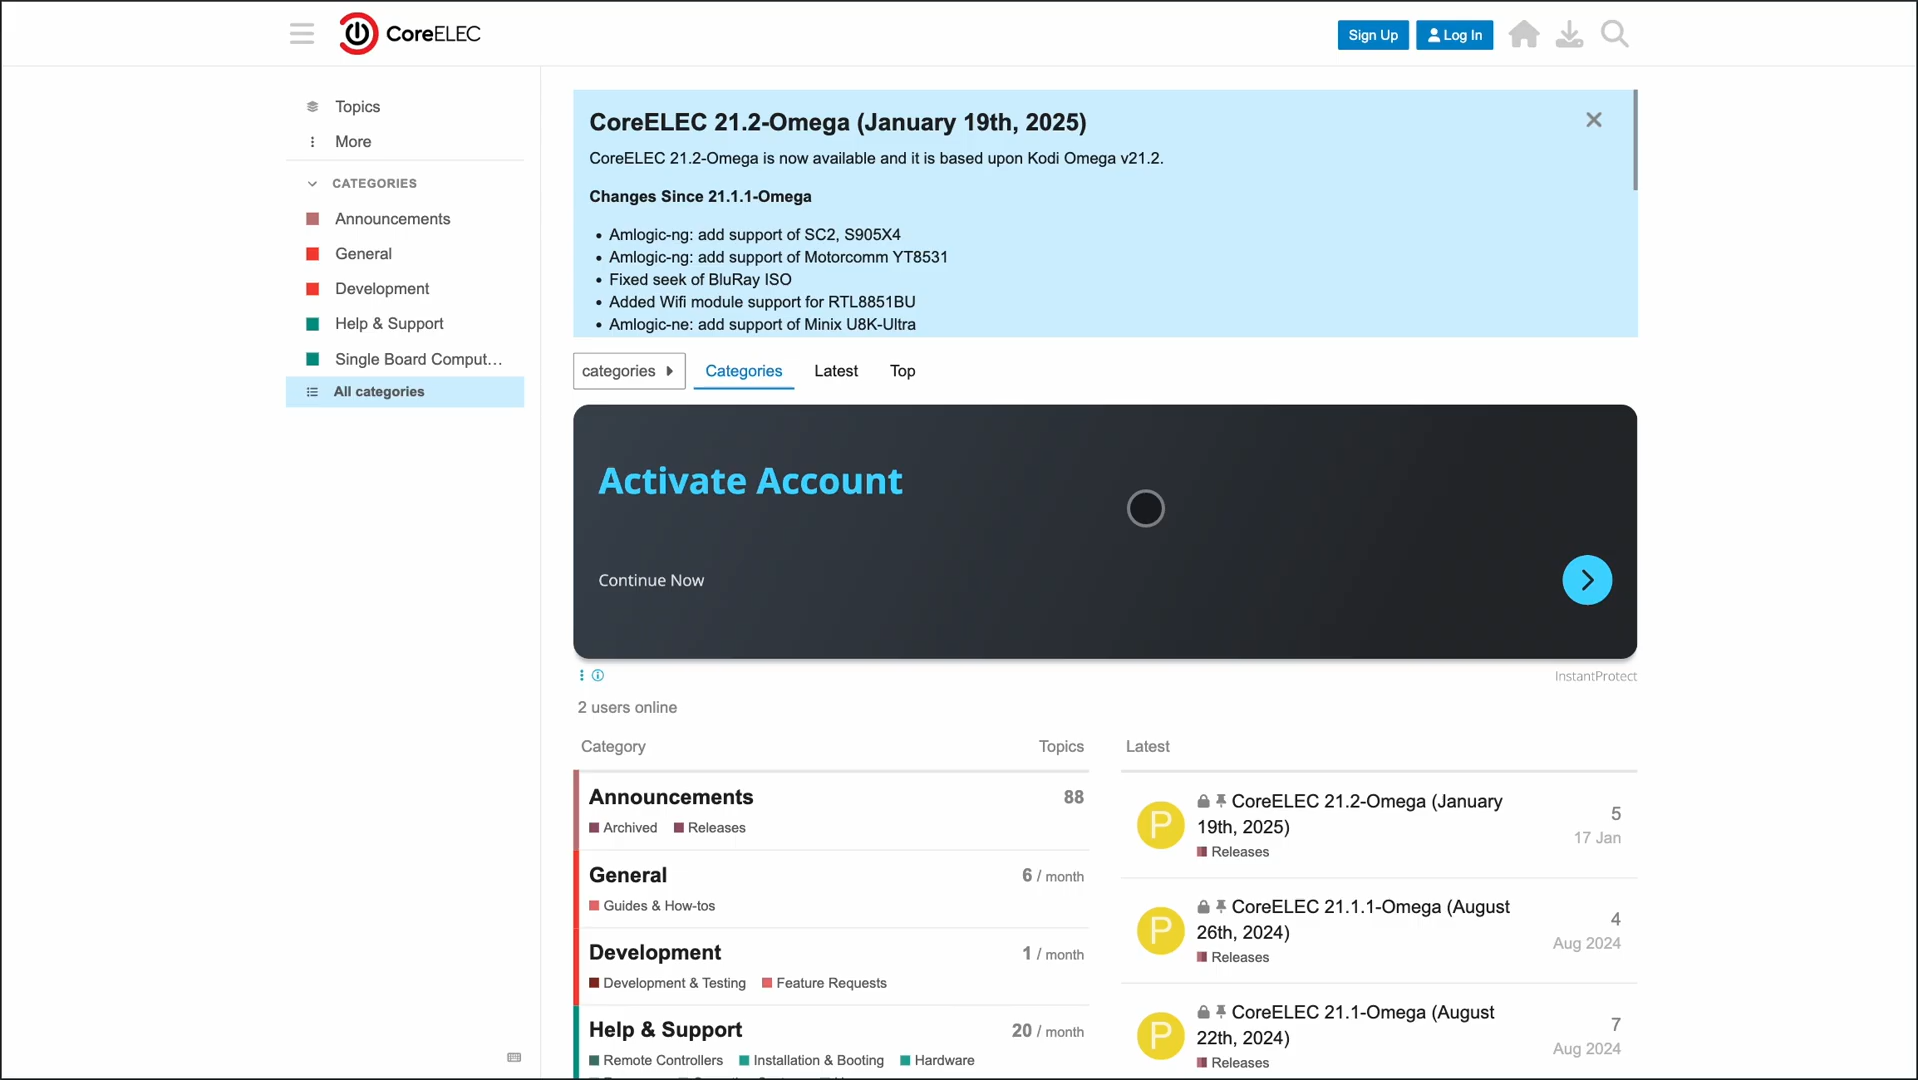 CoreELEC
Sign Up
Log In
Topics
More
CATEGORIES
Announcements
General
Development
Help & Support
Single Board Comput...
All categories
CoreELEC 21.2-Omega (January 19th, 2025)
CoreELEC 21.2-Omega is now available and it is based upon Kodi Omega v21.2.
Changes Since 21.1.1-Omega
• Amlogic-ng: add support of SC2, S905X4
• Amlogic-ng: add support of Motorcomm YT8531
• Fixed seek of BluRay ISO
• Added Wifi module support for RTL8851BU
• Amlogic-ne: add support of Minix U8K-Ultra
categories
Categories
Latest
Top
Activate Account
Continue Now
InstantProtect
2 users online
Category Topics
Announcements 88
Archived Releases
General 6 / month
Guides & How-tos
Development 1 / month
Development & Testing Feature Requests
Help & Support 20 / month
Remote Controllers Installation & Booting Hardware
Latest
P
CoreELEC 21.2-Omega (January
19th, 2025)
Releases
5
17 Jan
P
CoreELEC 21.1.1-Omega (August
26th, 2024)
Releases
4
Aug 2024
P
CoreELEC 21.1-Omega (August
22th, 2024)
Releases
7
Aug 2024